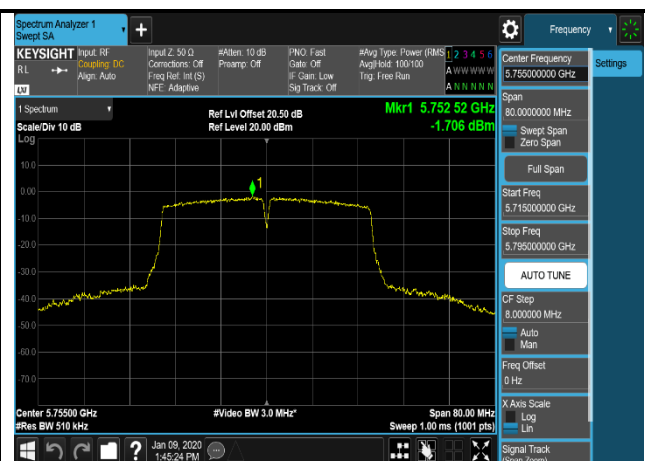 Spectrum Analyzer 1
Swept SA
+
Frequency
KEYSIGHT
RL
Input: RF
Coupling: DC
Align: Auto
Input Z: 50 Ω
Corrections: Off
Freq Ref: Int (S)
NFE: Adaptive
#Atten: 10 dB
Preamp: Off
PNO: Fast
Gate: Off
IF Gain: Low
Sig Track: Off
#Avg Type: Power (RMS
Avg|Hold: 100/100
Trig: Free Run
1 2 3 4 5 6
A W W W W W
A N N N N N
LXI
1 Spectrum
Scale/Div 10 dB
Log
Ref Lvl Offset 20.50 dB
Ref Level 20.00 dBm
Mkr1 5.752 52 GHz
-1.706 dBm
10.0
0.00
-10.0
-20.0
-30.0
-40.0
-50.0
-60.0
-70.0
1
Center 5.75500 GHz
#Res BW 510 kHz
#Video BW 3.0 MHz*
Span 80.00 MHz
Sweep 1.00 ms (1001 pts)
Jan 09, 2020
1:45:24 PM
?
Center Frequency
5.755000000 GHz
Settings
Span
80.0000000 MHz
Swept Span
Zero Span
Full Span
Start Freq
5.715000000 GHz
Stop Freq
5.795000000 GHz
AUTO TUNE
CF Step
8.000000 MHz
Auto
Man
Freq Offset
0 Hz
X Axis Scale
Log
Lin
Signal Track
(Span Zoom)